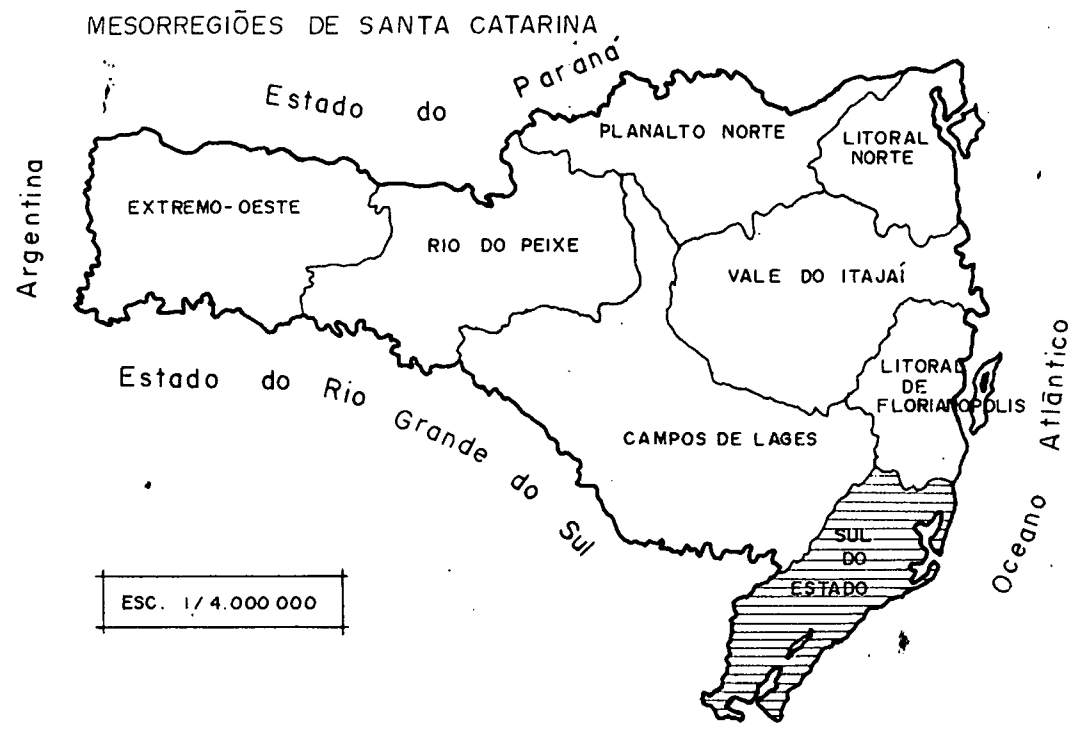 MESORREGIÕES DE SANTA CATARINA
Estado do Paraná
PLANALTO NORTE
LITORAL
NORTE
Argentina
EXTREMO-OESTE
RIO DO PEIXE
VALE DO ITAJAÍ
Estado do Rio Grande do Sul
LITORAL
DE
FLORIANOPOLIS
CAMPOS DE LAGES
Oceano Atlântico
SUL
DO
ESTADO
ESC. 1/4.000 000